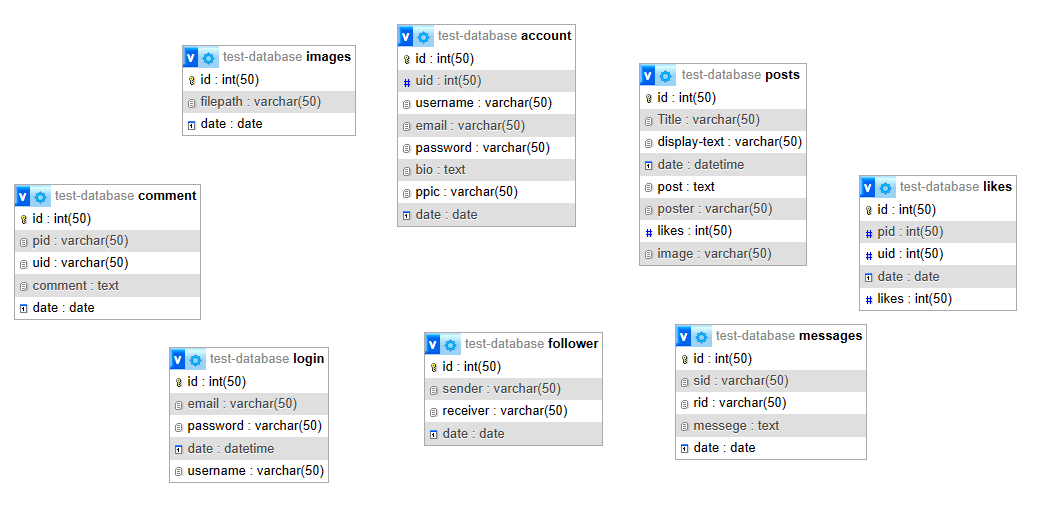 test-database images
id : int(50)
filepath : varchar(50)
date : date
test-database account
id : int(50)
uid : int(50)
username : varchar(50)
email : varchar(50)
password : varchar(50)
bio : text
ppic : varchar(50)
date : date
test-database posts
id : int(50)
Title : varchar(50)
display-text : varchar(50)
date : datetime
post : text
poster : varchar(50)
likes : int(50)
image : varchar(50)
test-database comment
id : int(50)
pid : varchar(50)
uid : varchar(50)
comment : text
date : date
test-database likes
id : int(50)
pid : int(50)
uid : int(50)
date : date
likes : int(50)
test-database login
id : int(50)
email : varchar(50)
password : varchar(50)
date : datetime
username : varchar(50)
test-database follower
id : int(50)
sender : varchar(50)
receiver : varchar(50)
date : date
test-database messages
id : int(50)
sid : varchar(50)
rid : varchar(50)
messege : text
date : date